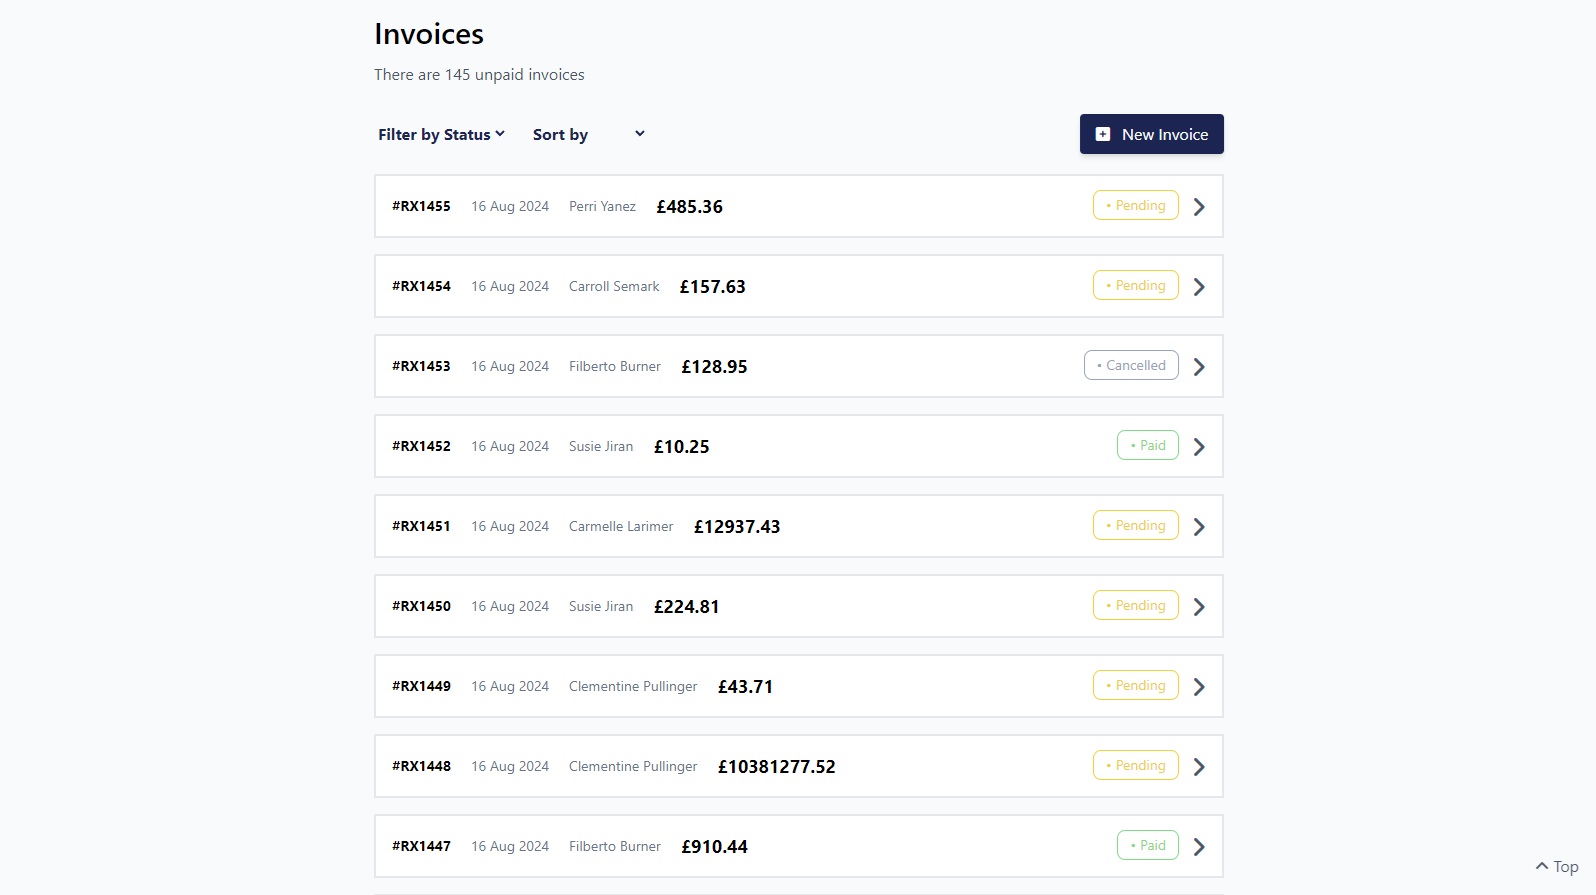 Invoices
There are 145 unpaid invoices
Filter by Status Sort by New Invoice
#RX1455 16 Aug 2024 Perri Yanez £485.36 • Pending
#RX1454 16 Aug 2024 Carroll Semark £157.63 • Pending
#RX1453 16 Aug 2024 Filberto Burner £128.95 • Cancelled
#RX1452 16 Aug 2024 Susie Jiran £10.25 • Paid
#RX1451 16 Aug 2024 Carmelle Larimer £12937.43 • Pending
#RX1450 16 Aug 2024 Susie Jiran £224.81 • Pending
#RX1449 16 Aug 2024 Clementine Pullinger £43.71 • Pending
#RX1448 16 Aug 2024 Clementine Pullinger £10381277.52 • Pending
#RX1447 16 Aug 2024 Filberto Burner £910.44 • Paid
Top